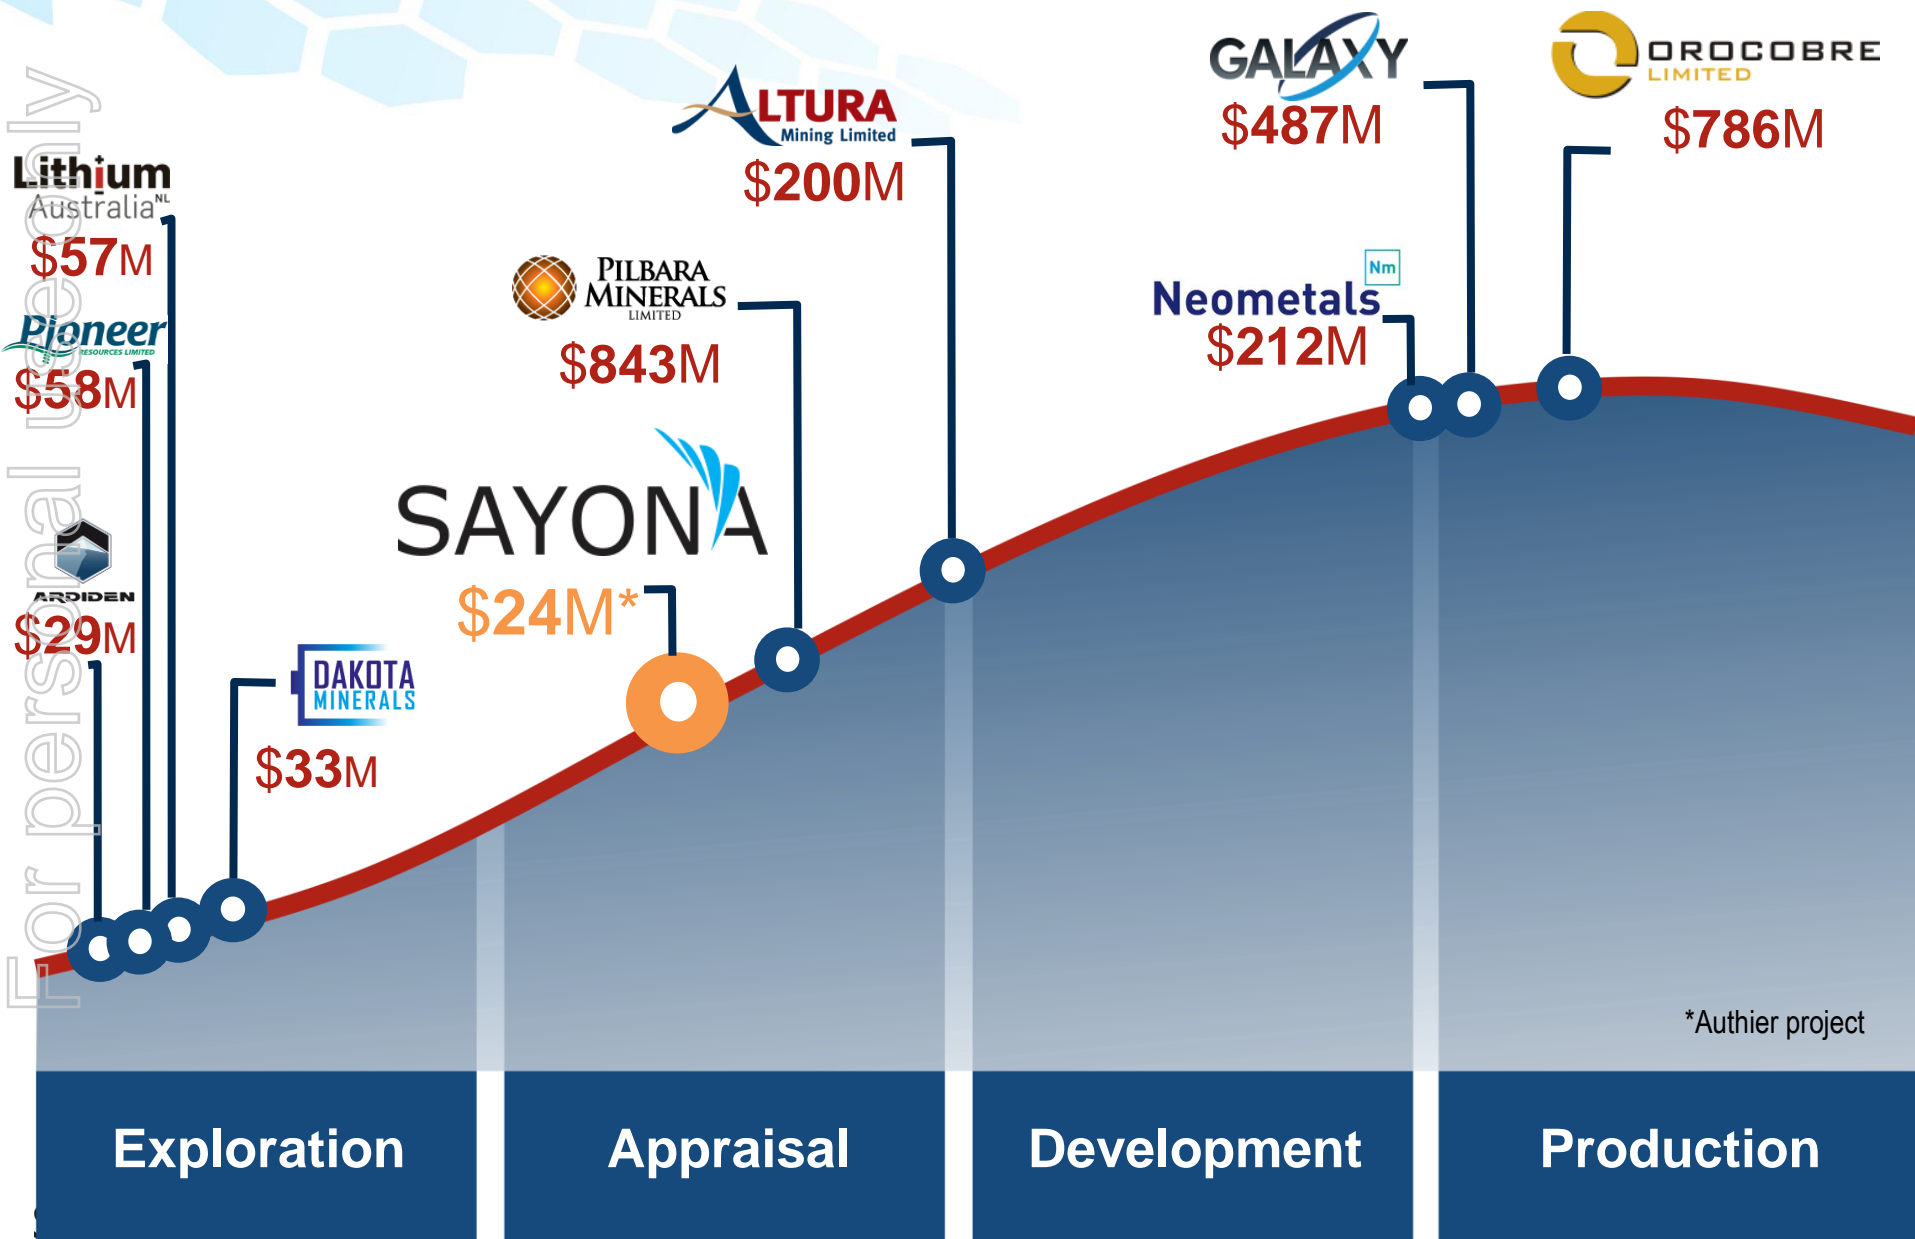 For personal use only
Lithium
Australia NL
$57M
Pioneer
RESOURCES LIMITED
$58M
ARDIDEN
$29M
DAKOTA
MINERALS
$33M
SAYONA
$24M*
PILBARA
MINERALS
LIMITED
$843M
ALTURA
Mining Limited
$200M
Nm
Neometals
$212M
GALAXY
$487M
OROCOBRE
LIMITED
$786M
*Authier project
Exploration
Appraisal
Development
Production